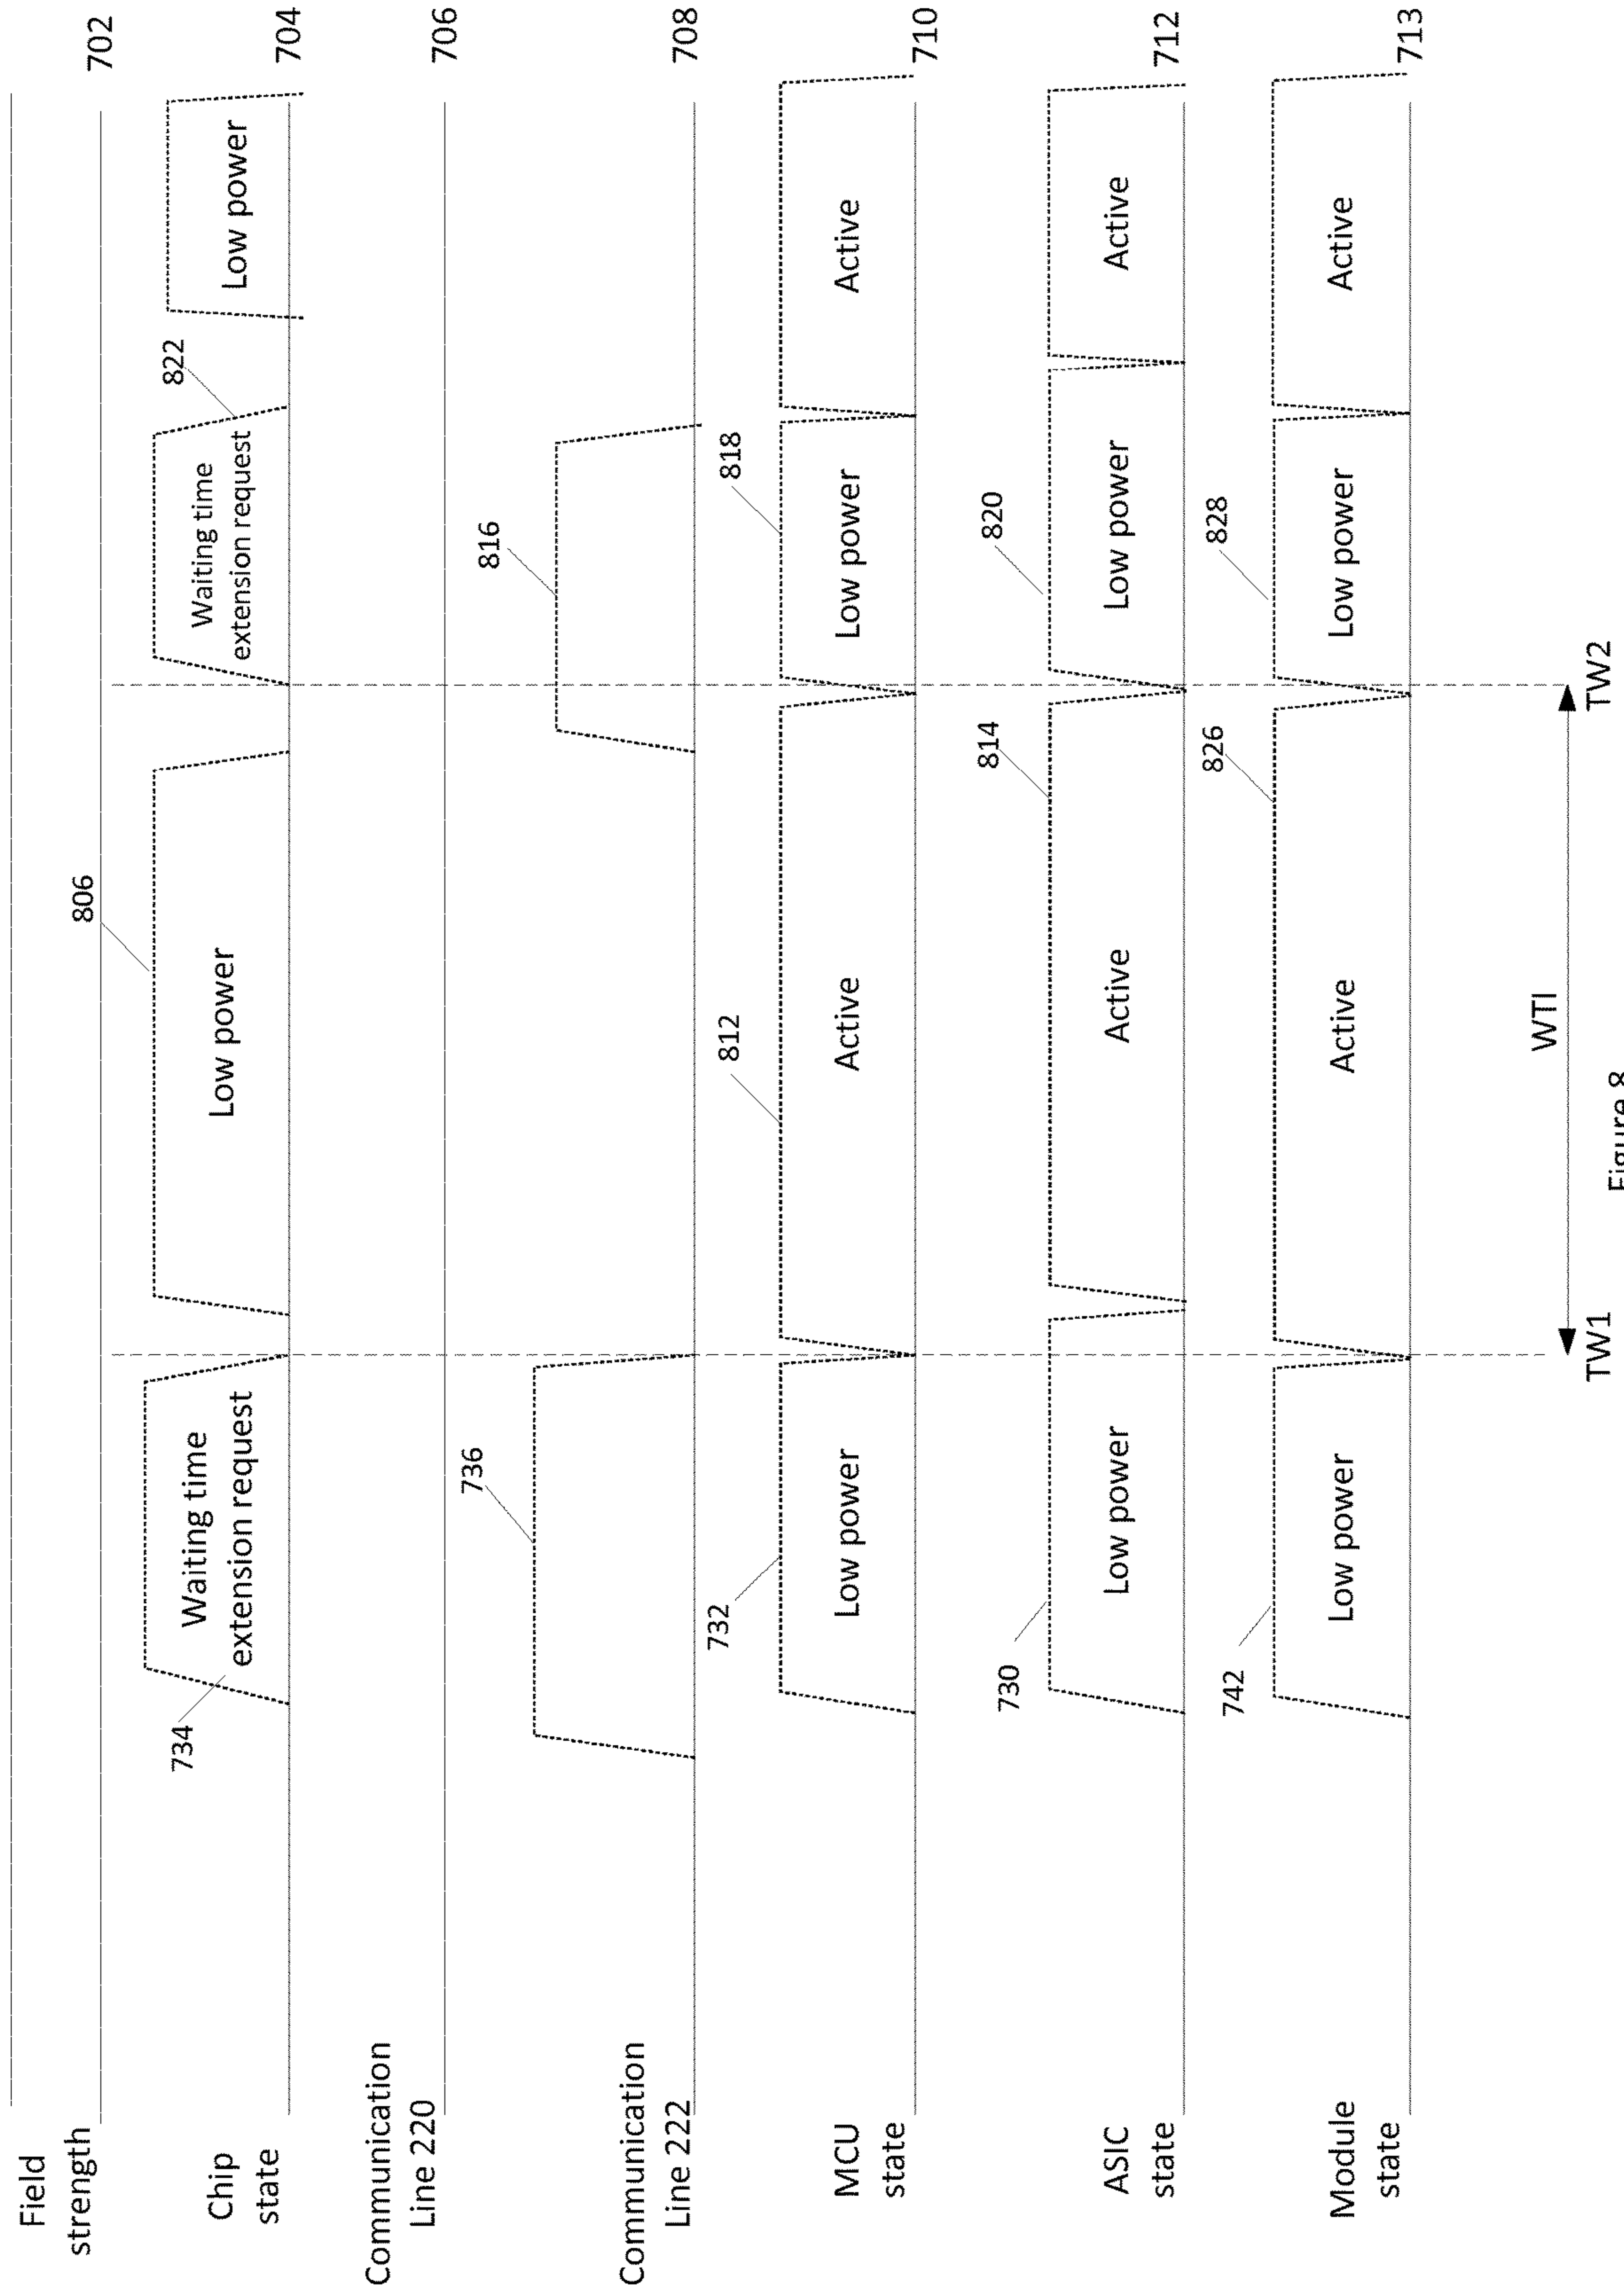 Field
strength
702
806
Chip
state
734
Waiting time
extension request
Low power
Waiting time
extension request
822
Low power
704
Communication
Line 220
706
Communication
Line 222
736
816
708
MCU
state
732
Low power
812
Active
818
Low power
Active
710
ASIC
state
730
Low power
Active
814
820
Low power
Active
712
Module
state
742
Low power
Active
826
828
Low power
Active
713
WTI
TW1
TW2
Figure 8